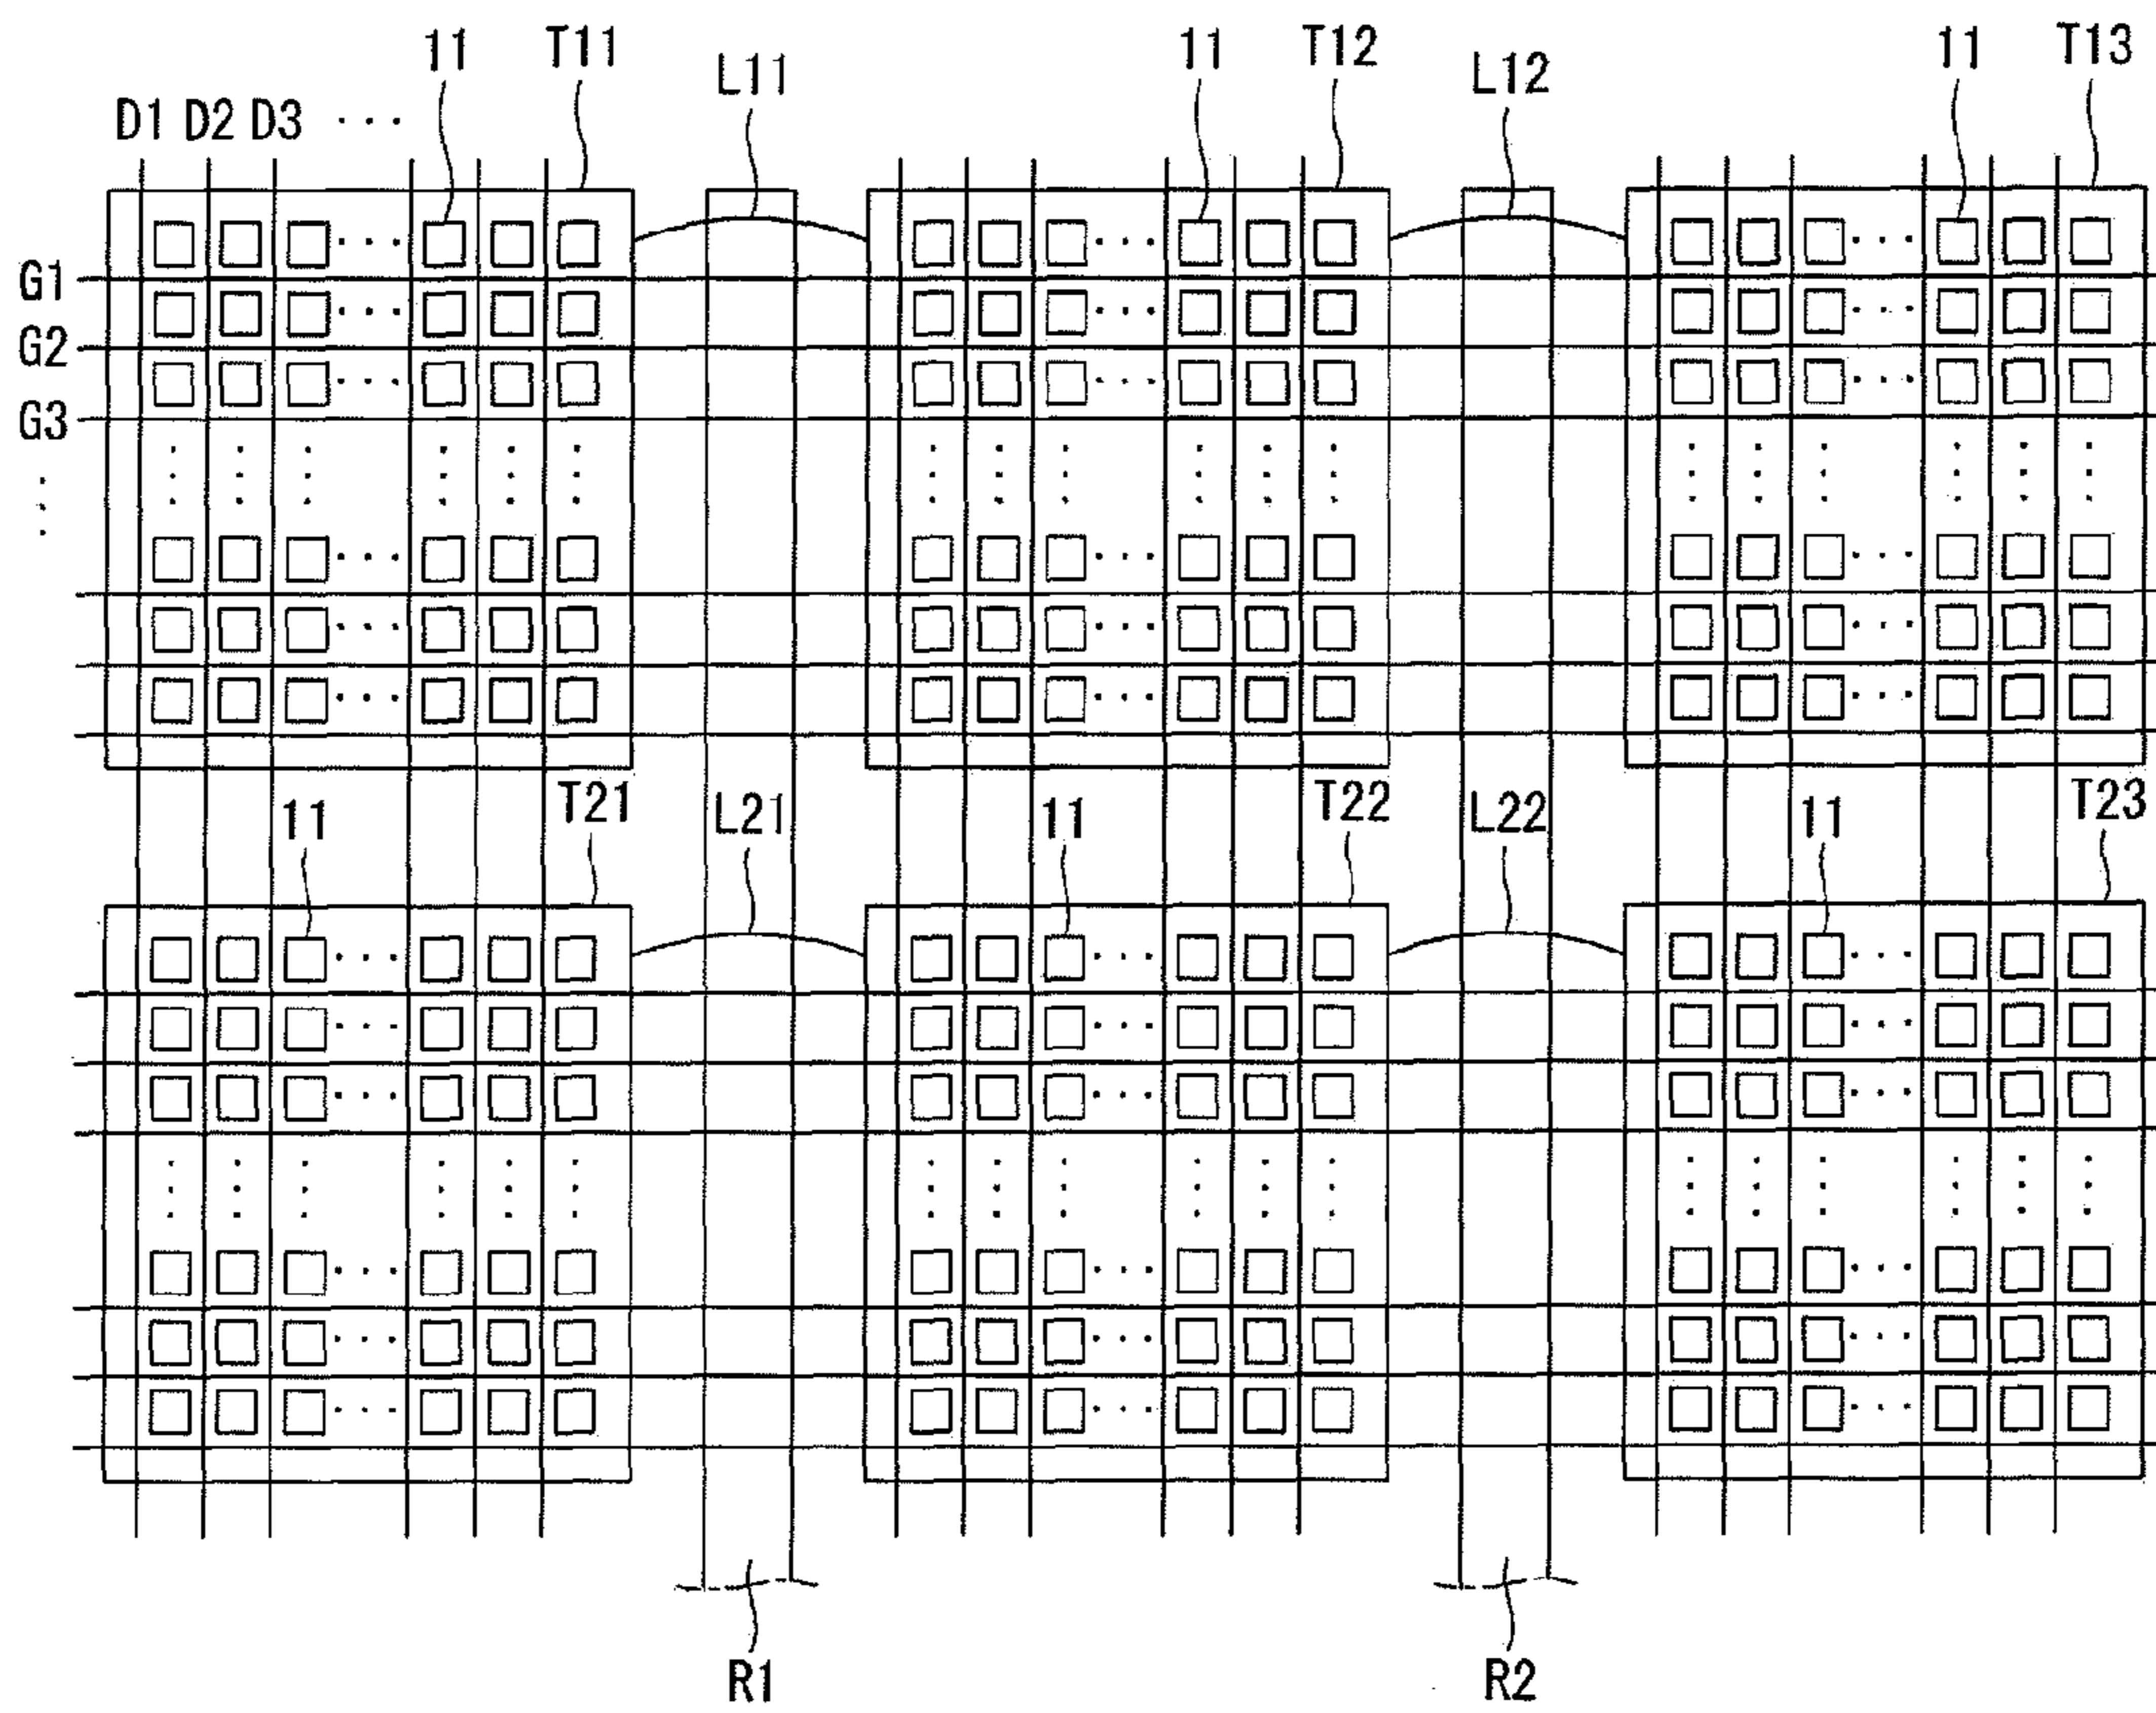 11 T11 L11 11 T12 L12 11 T13
D1 D2 D3 ...
G1
G2
G3
11 T21 L21 11 T22 L22 11 T23
R1 R2